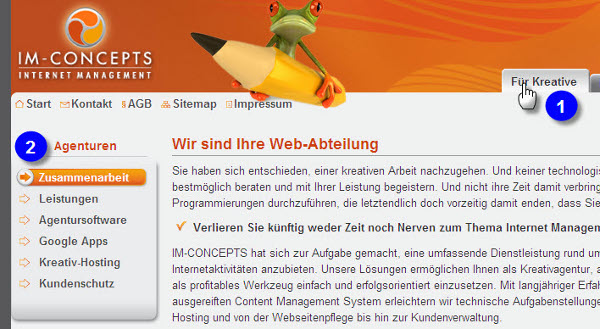 IM-CONCEPTS
INTERNET MANAGEMENT
Für Kreative
1
Start Kontakt § AGB Sitemap Impressum
2 Agenturen
Zusammenarbeit
Leistungen
Agentursoftware
Google Apps
Kreativ-Hosting
Kundenschutz
Wir sind Ihre Web-Abteilung
Sie haben sich entschieden, einer kreativen Arbeit nachzugehen. Und keiner technologis
bestmöglich beraten und mit Ihrer Leistung begeistern. Und nicht ihre Zeit damit verbring
Programmierungen durchzuführen, die letztendlich doch vorzeitig damit enden, dass Sie
Verlieren Sie künftig weder Zeit noch Nerven zum Thema Internet Managem
IM-CONCEPTS hat sich zur Aufgabe gemacht, eine umfassende Dienstleistung rund um
Internetaktivitäten anzubieten. Unsere Lösungen ermöglichen Ihnen als Kreativagentur, a
als profitables Werkzeug einfach und erfolgsorientiert einzusetzen. Mit langjähriger Erfah
ausgereiften Content Management System erleichtern wir technische Aufgabenstellunge
Hosting und von der Webseitenpflege bis hin zur Kundenverwaltung.